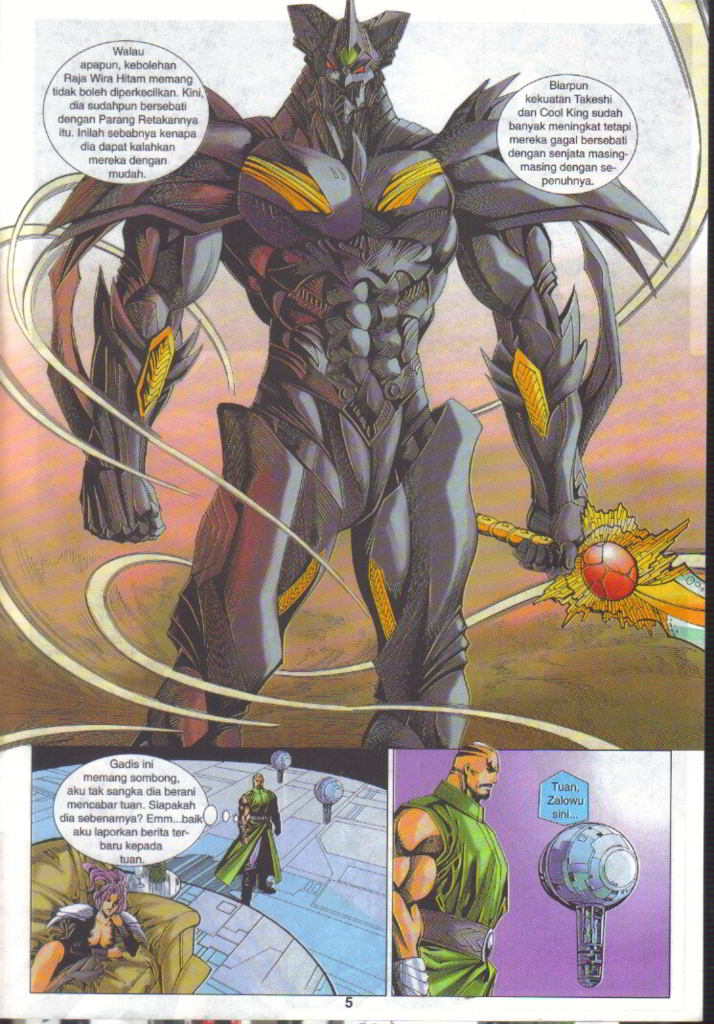 Walau
apapun, kebolehan
Raja Wira Hitam memang
tidak boleh diperkecilkan. Kini,
dia sudahpun bersebati
dengan Parang Retakannya
itu. Inilah sebabnya kenapa
dia dapat kalahkan
mereka dengan
mudah.
Biarpun
kekuatan Takeshi
dan Cool King sudah
banyak meningkat tetapi
mereka gagal bersebati
dengan senjata masing-
masing dengan se-
penuhnya.
Gadis ini
memang sombong,
aku tak sangka dia berani
mencabar tuan. Siapakah
dia sebenarnya? Emm...baik
aku laporkan berita ter-
baru kepada
tuan.
Tuan,
Zalowu
sini...
5